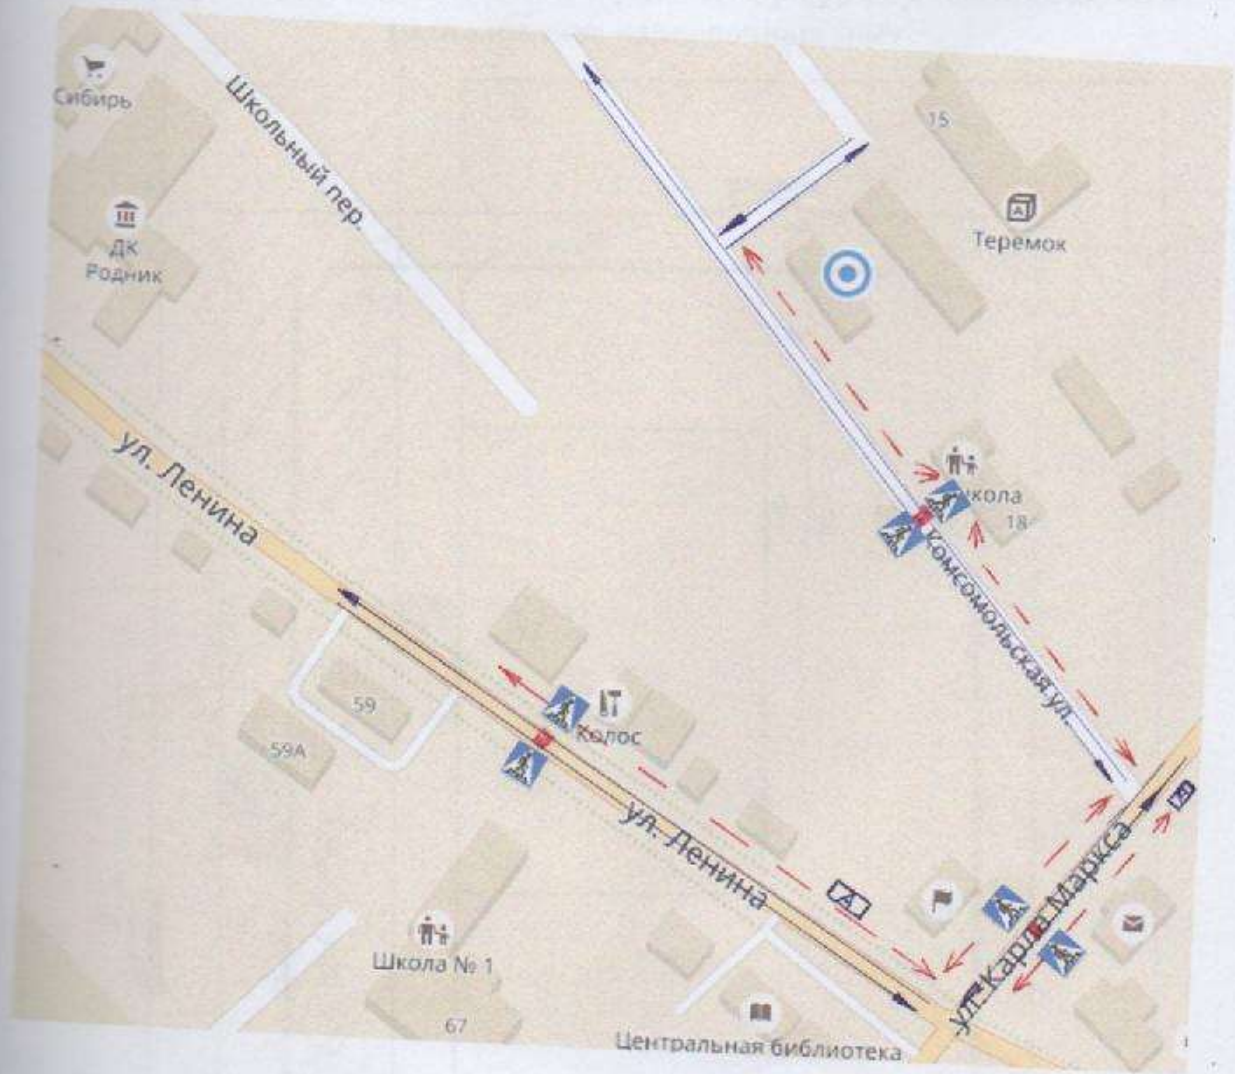 Сибирь
Школьный пер.
15
ДК
Родник
А
Теремок
ул. Ленина
школа
18
Комсомольская ул.
59
59А
Колос
ул. Ленина
А
ул. Карла Маркса
Школа № 1
67
Центральная библиотека